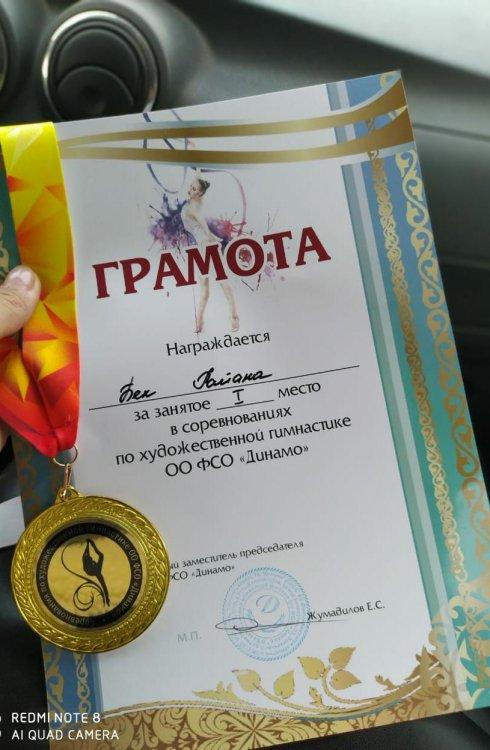 ГРАМОТА
Награждается
Бек Райана
за занятое I место
в соревнованиях
по художественной гимнастике
ОО ФСО «Динамо»
заместитель председателя
ФСО «Динамо»
М.П.
Жумадилов Е.С.
REDMI NOTE 8
AI QUAD CAMERA